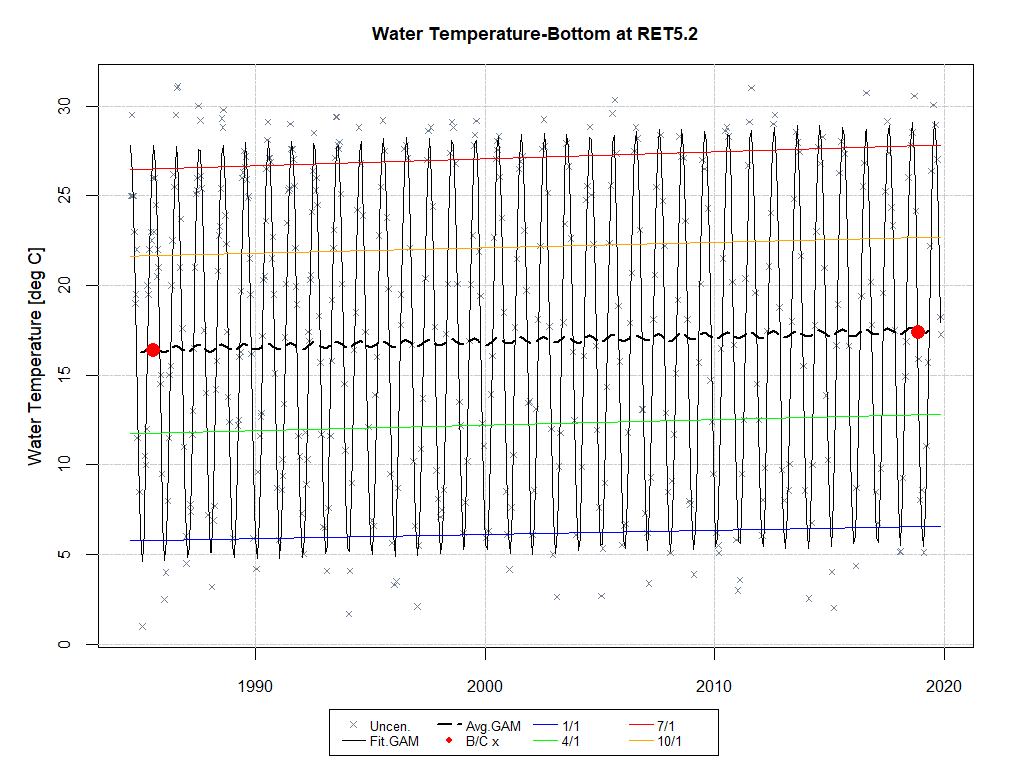 Water Temperature-Bottom at RET5.2
Water Temperature [deg C]
30
25
20
15
10
5
0
1990 2000 2010 2020
Uncen. Avg.GAM 1/1 7/1
Fit.GAM B/C x 4/1 10/1